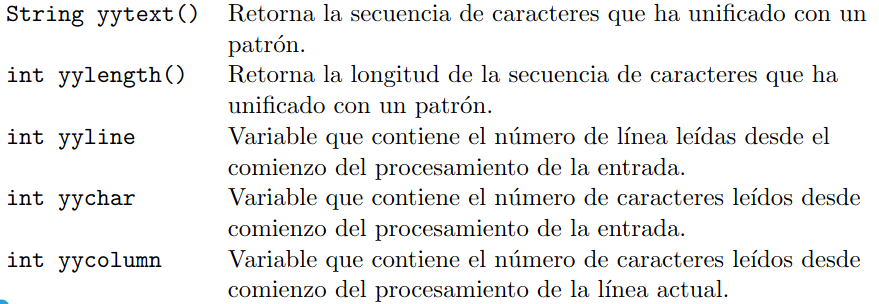 String yytext() Retorna la secuencia de caracteres que ha unificado con un
patrón.
int yylength() Retorna la longitud de la secuencia de caracteres que ha
unificado con un patrón.
int yyline Variable que contiene el número de línea leídas desde el
comienzo del procesamiento de la entrada.
int yychar Variable que contiene el número de caracteres leídos desde
comienzo del procesamiento de la entrada.
int yycolumn Variable que contiene el número de caracteres leídos desde
comienzo del procesamiento de la línea actual.